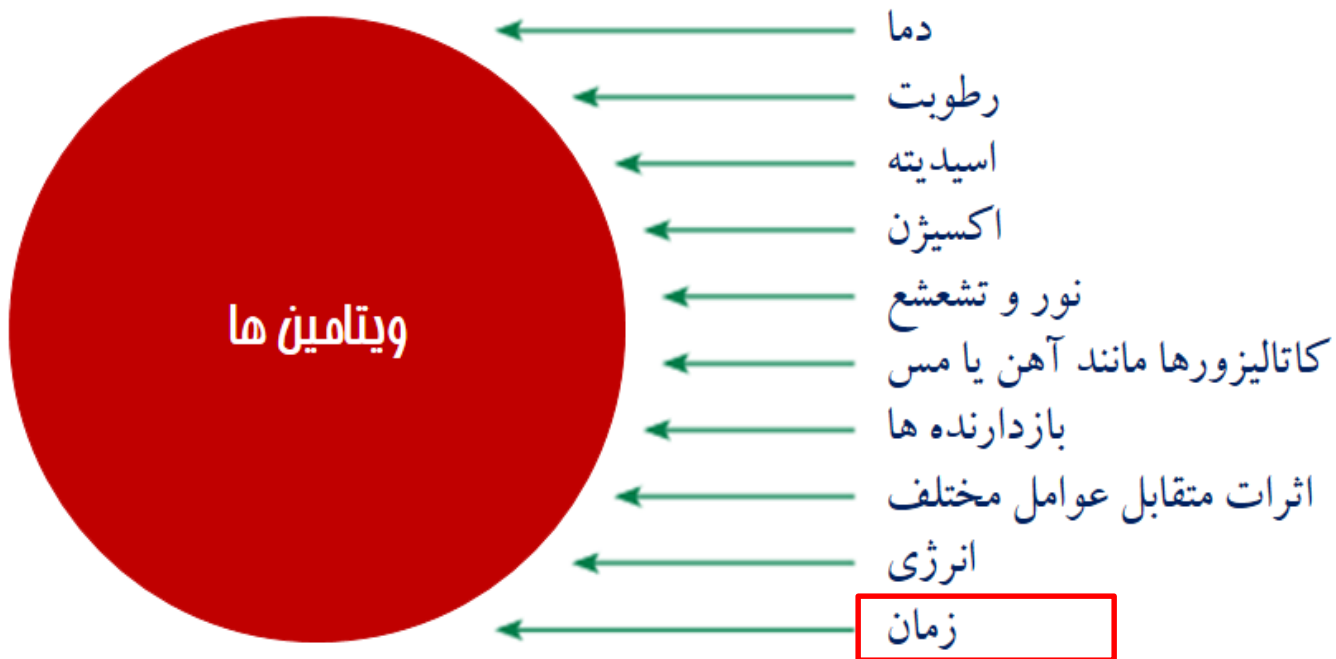 دما
رطوبت
اسیدیته
اکسیژن
نور و تشعشع
کاتالیزورها مانند آهن یا مس
بازدارنده ها
اثرات متقابل عوامل مختلف
انرژی
زمان
ویتامین ها